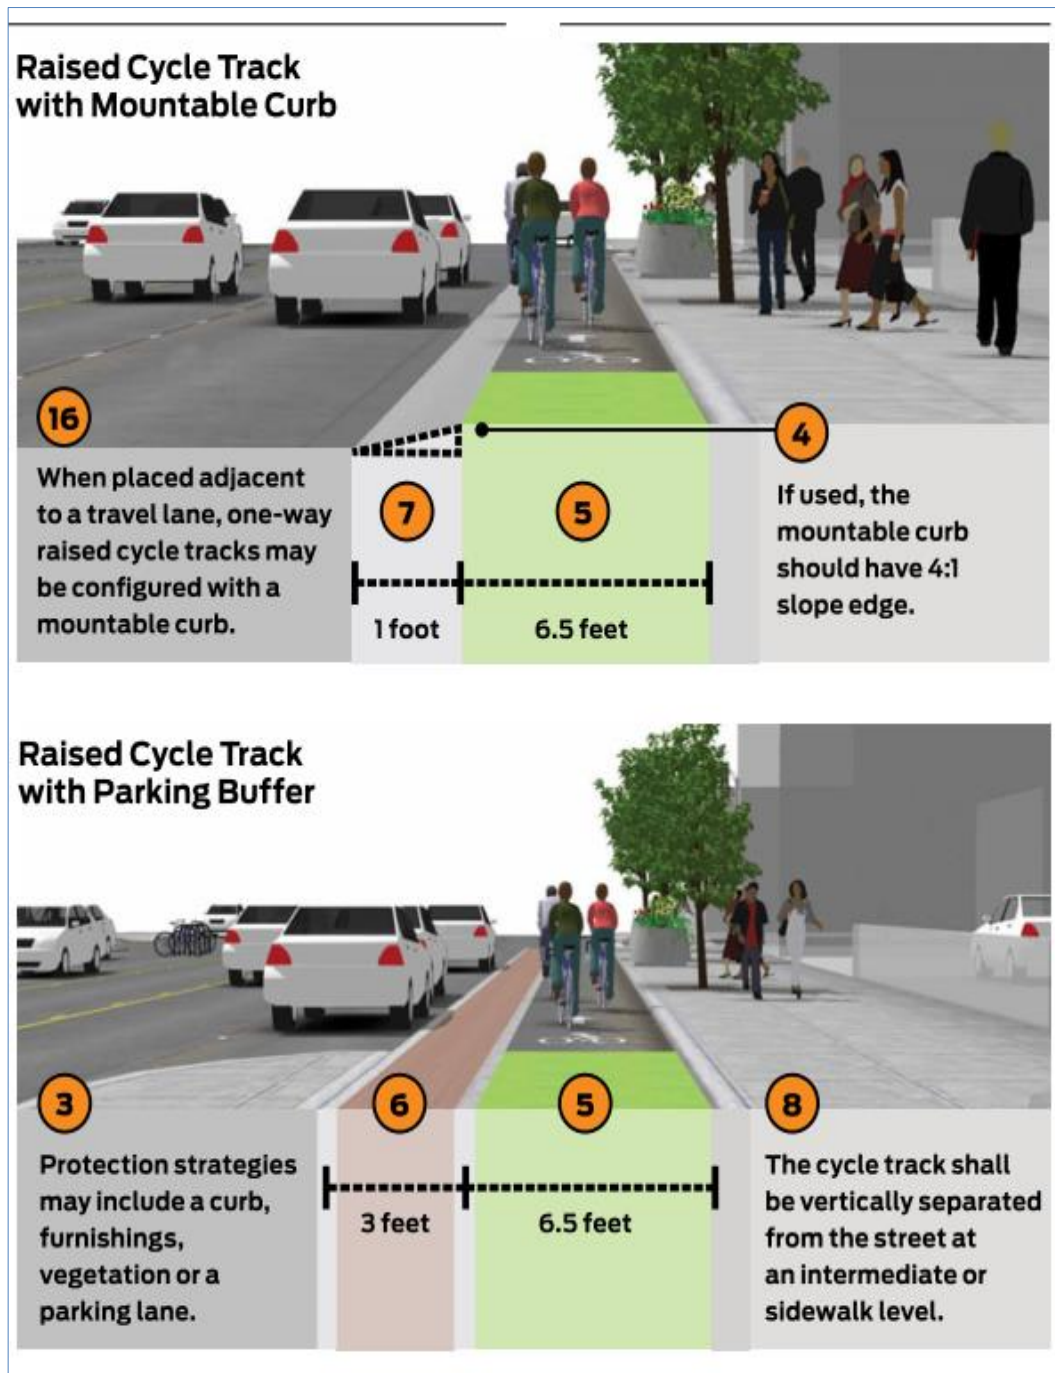 Raised Cycle Track
with Mountable Curb
16
When placed adjacent
to a travel lane, one-way
raised cycle tracks may
be configured with a
mountable curb.
7
1 foot
5
6.5 feet
4
If used, the
mountable curb
should have 4:1
slope edge.
Raised Cycle Track
with Parking Buffer
3
Protection strategies
may include a curb,
furnishings,
vegetation or a
parking lane.
6
3 feet
5
6.5 feet
8
The cycle track shall
be vertically separated
from the street at
an intermediate or
sidewalk level.